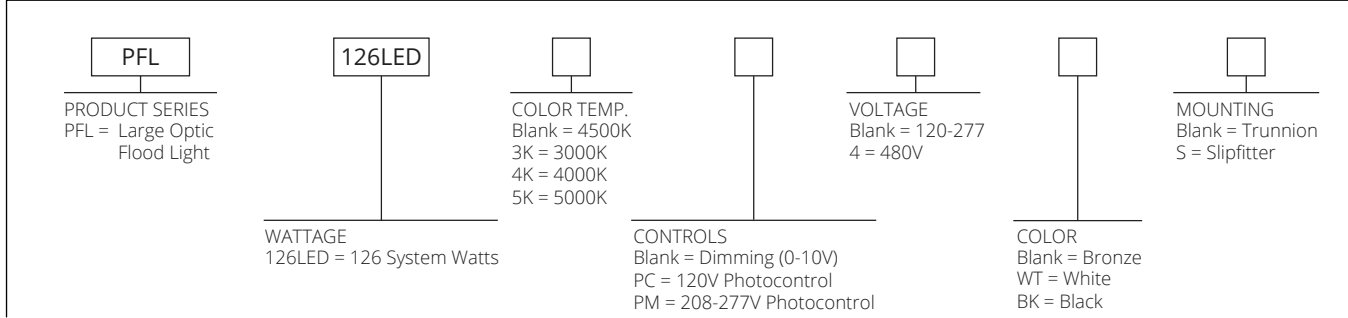 PFL
126LED
PRODUCT SERIES
PFL = Large Optic
Flood Light
WATTAGE
126LED = 126 System Watts
COLOR TEMP.
Blank = 4500K
3K = 3000K
4K = 4000K
5K = 5000K
CONTROLS
Blank = Dimming (0-10V)
PC = 120V Photocontrol
PM = 208-277V Photocontrol
VOLTAGE
Blank = 120-277
4 = 480V
COLOR
Blank = Bronze
WT = White
BK = Black
MOUNTING
Blank = Trunnion
S = Slipfitter